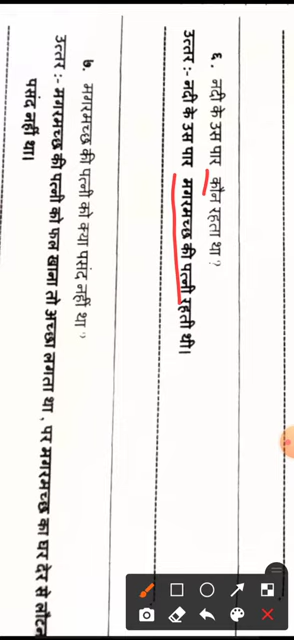 ६. नदी के उस पार कौन रहता था?
उत्तर :- नदी के उस पार मगरमच्छ की पत्नी रहती थी।
७. मगरमच्छ की पत्नी को क्या पसंद नहीं था?
उत्तर :- मगरमच्छ की पत्नी को फल खाना तो अच्छा लगता था, पर मगरमच्छ का घर देर से लौटन
पसंद नहीं था।